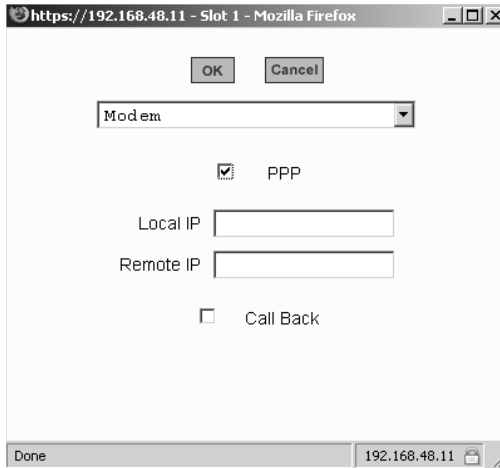 https://192.168.48.11 - Slot 1 - Mozilla Firefox
OK Cancel
Modem
PPP
Local IP
Remote IP
Call Back
Done 192.168.48.11